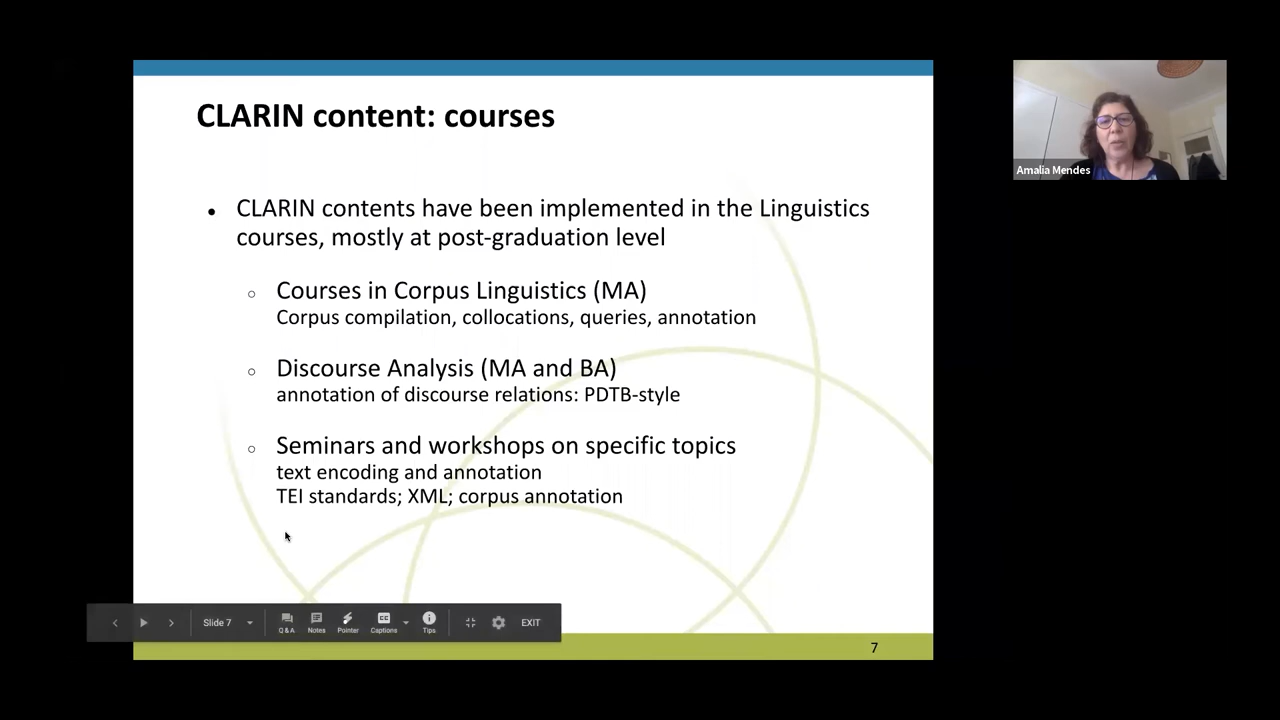 CLARIN content: courses
Amalia Mendes
• CLARIN contents have been implemented in the Linguistics
courses, mostly at post-graduation level
○ Courses in Corpus Linguistics (MA)
Corpus compilation, collocations, queries, annotation
○ Discourse Analysis (MA and BA)
annotation of discourse relations: PDTB-style
○ Seminars and workshops on specific topics
text encoding and annotation
TEI standards; XML; corpus annotation
Slide 7
Q & A Notes Pointer Captions Tips EXIT
7